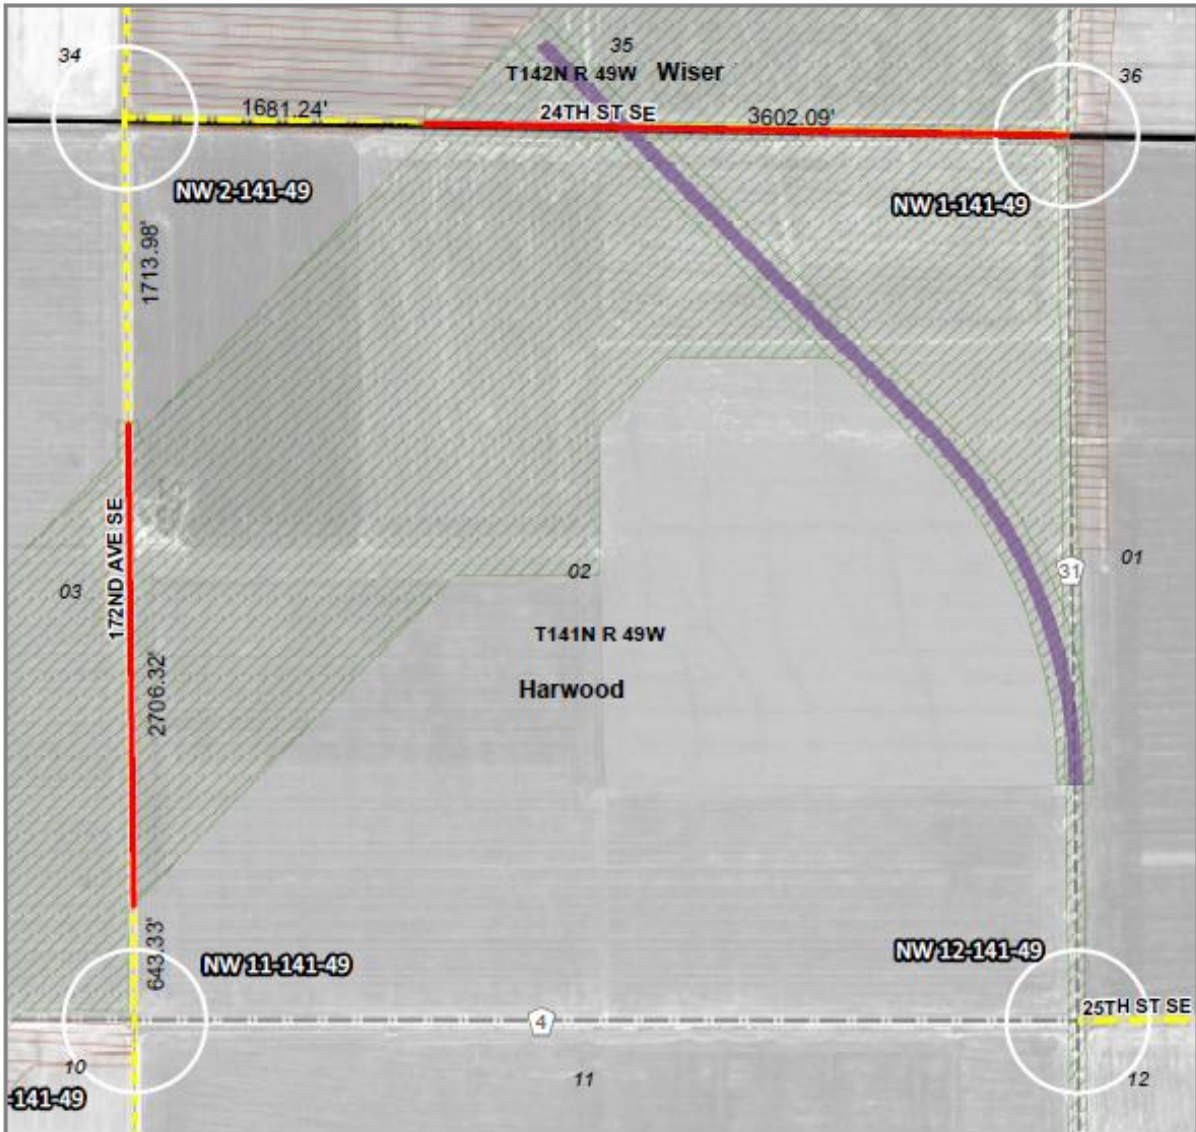 34
35
T142N R 49W Wiser
36
1681.24'
24TH ST SE
3602.09'
NW 2-141-49
NW 1-141-49
1713.98'
172ND AVE SE
03
02
31
01
T141N R 49W
2706.32'
Harwood
643.33'
NW 11-141-49
NW 12-141-49
4
25TH ST SE
10
11
12
-141-49